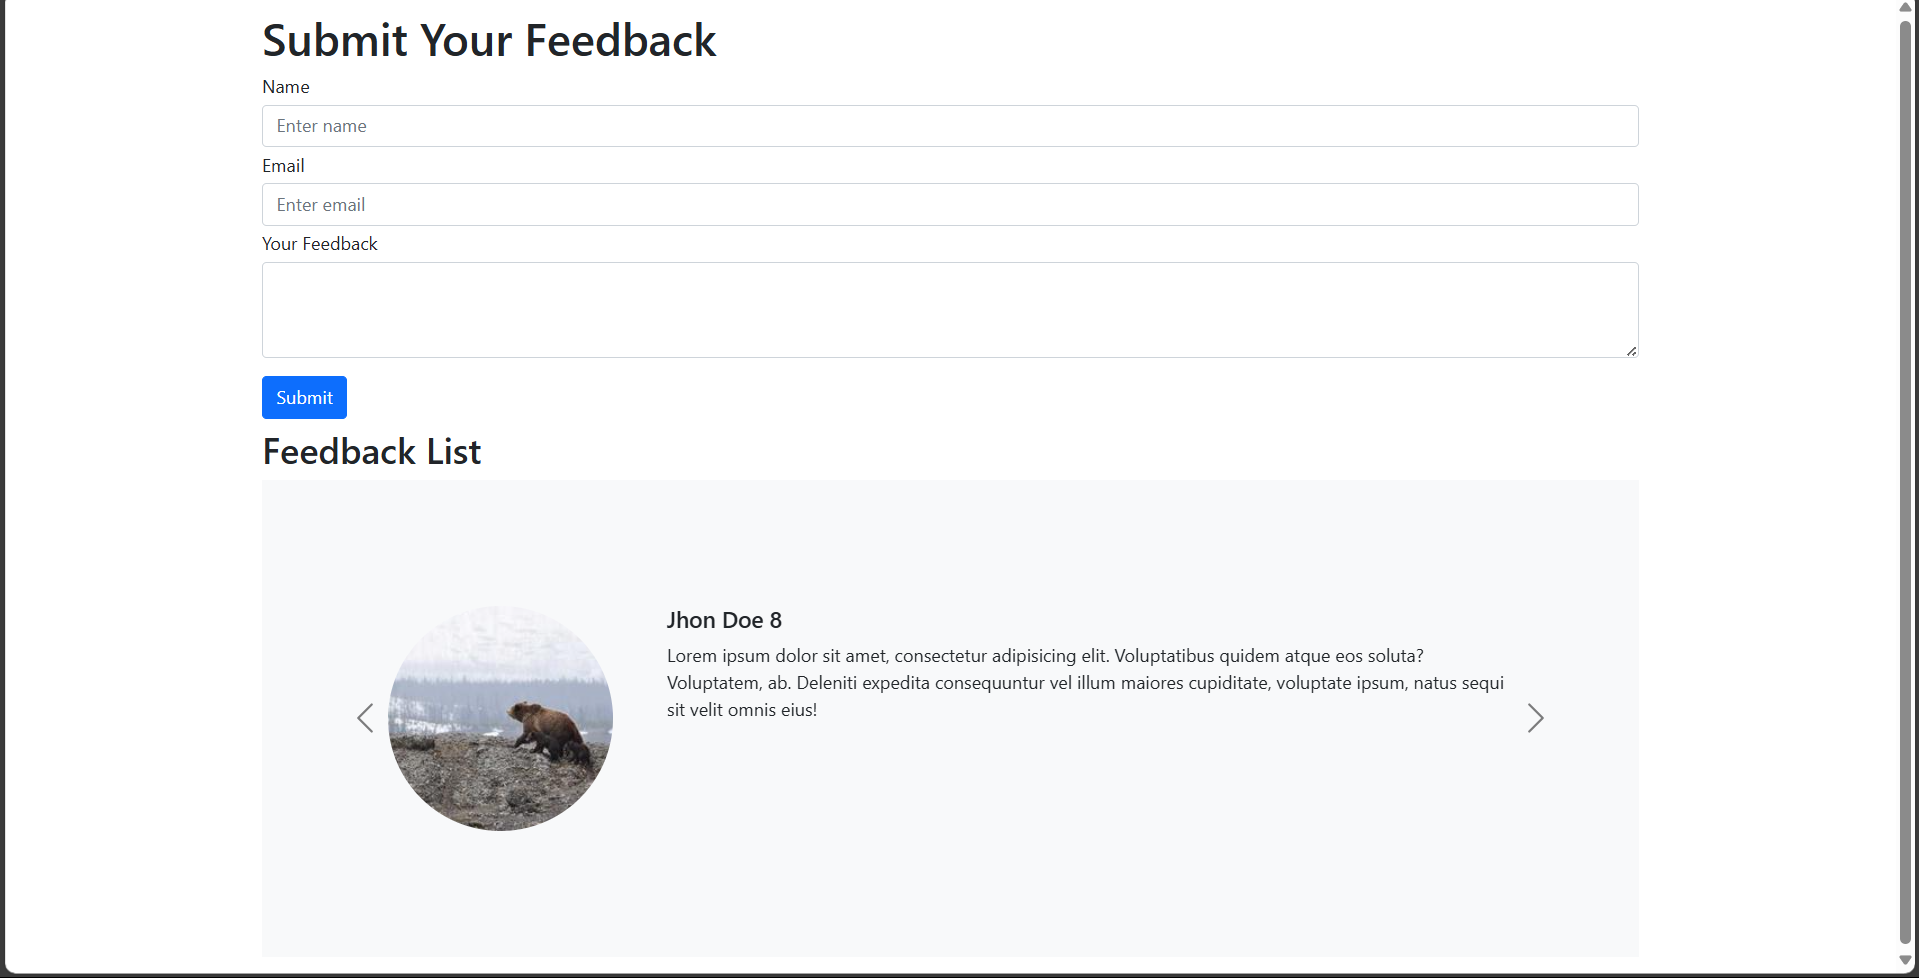 Submit Your Feedback
Name
Enter name
Email
Enter email
Your Feedback
Submit
Feedback List
Jhon Doe 8
Lorem ipsum dolor sit amet, consectetur adipisicing elit. Voluptatibus quidem atque eos soluta?
Voluptatem, ab. Deleniti expedita consequuntur vel illum maiores cupiditate, voluptate ipsum, natus sequi
sit velit omnis eius!